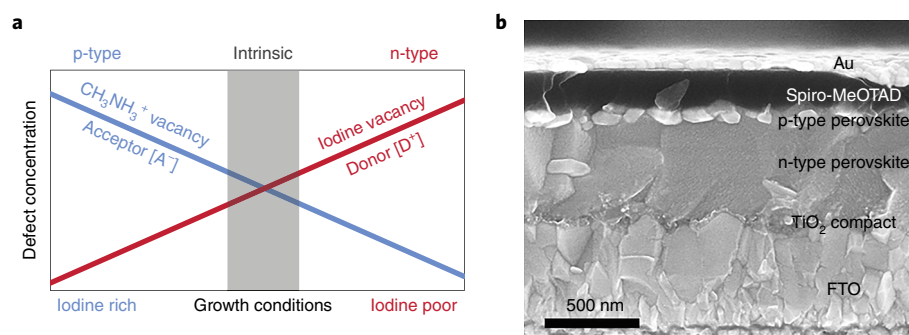 a
p-type
Intrinsic
n-type
CH₃NH₃⁺ vacancy
Acceptor [A⁻]
Iodine vacancy
Donor [D⁺]
Defect concentration
Iodine rich
Growth conditions
Iodine poor
b
Au
Spiro-MeOTAD
p-type perovskite
n-type perovskite
TiO₂ compact
FTO
500 nm